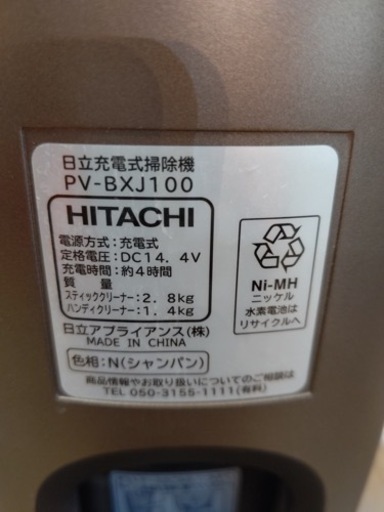 日立充電式掃除機
PV-BXJ100
HITACHI
電源方式:充電式
定格電圧:DC14.4V
充電時間:約4時間
質量
スティッククリーナー:2.8kg
ハンディクリーナー:1.4kg
Ni-MH
ニッケル
水素電池は
リサイクルへ
日立アプライアンス(株)
MADE IN CHINA
色相:N(シャンパン)
商品情報やお取り扱いについてのご相談は
TEL 050-3155-1111(有料)